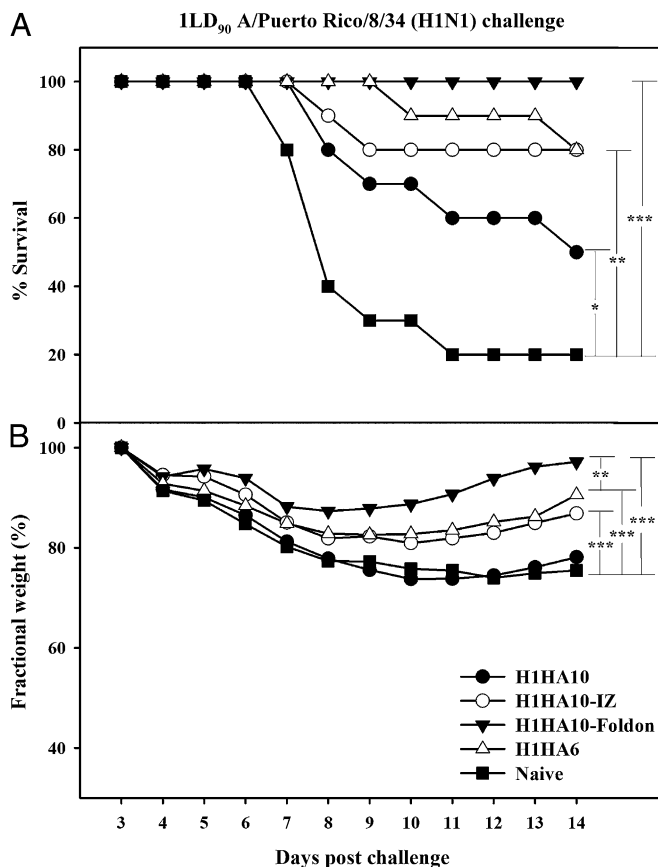 A
1LD90 A/Puerto Rico/8/34 (H1N1) challenge
100
80
60
40
20
0
% Survival
*
**
***
B
100
80
60
40
Fractional weight (%)
**
***
***
***
H1HA10
H1HA10-IZ
H1HA10-Foldon
H1HA6
Naive
3 4 5 6 7 8 9 10 11 12 13 14
Days post challenge